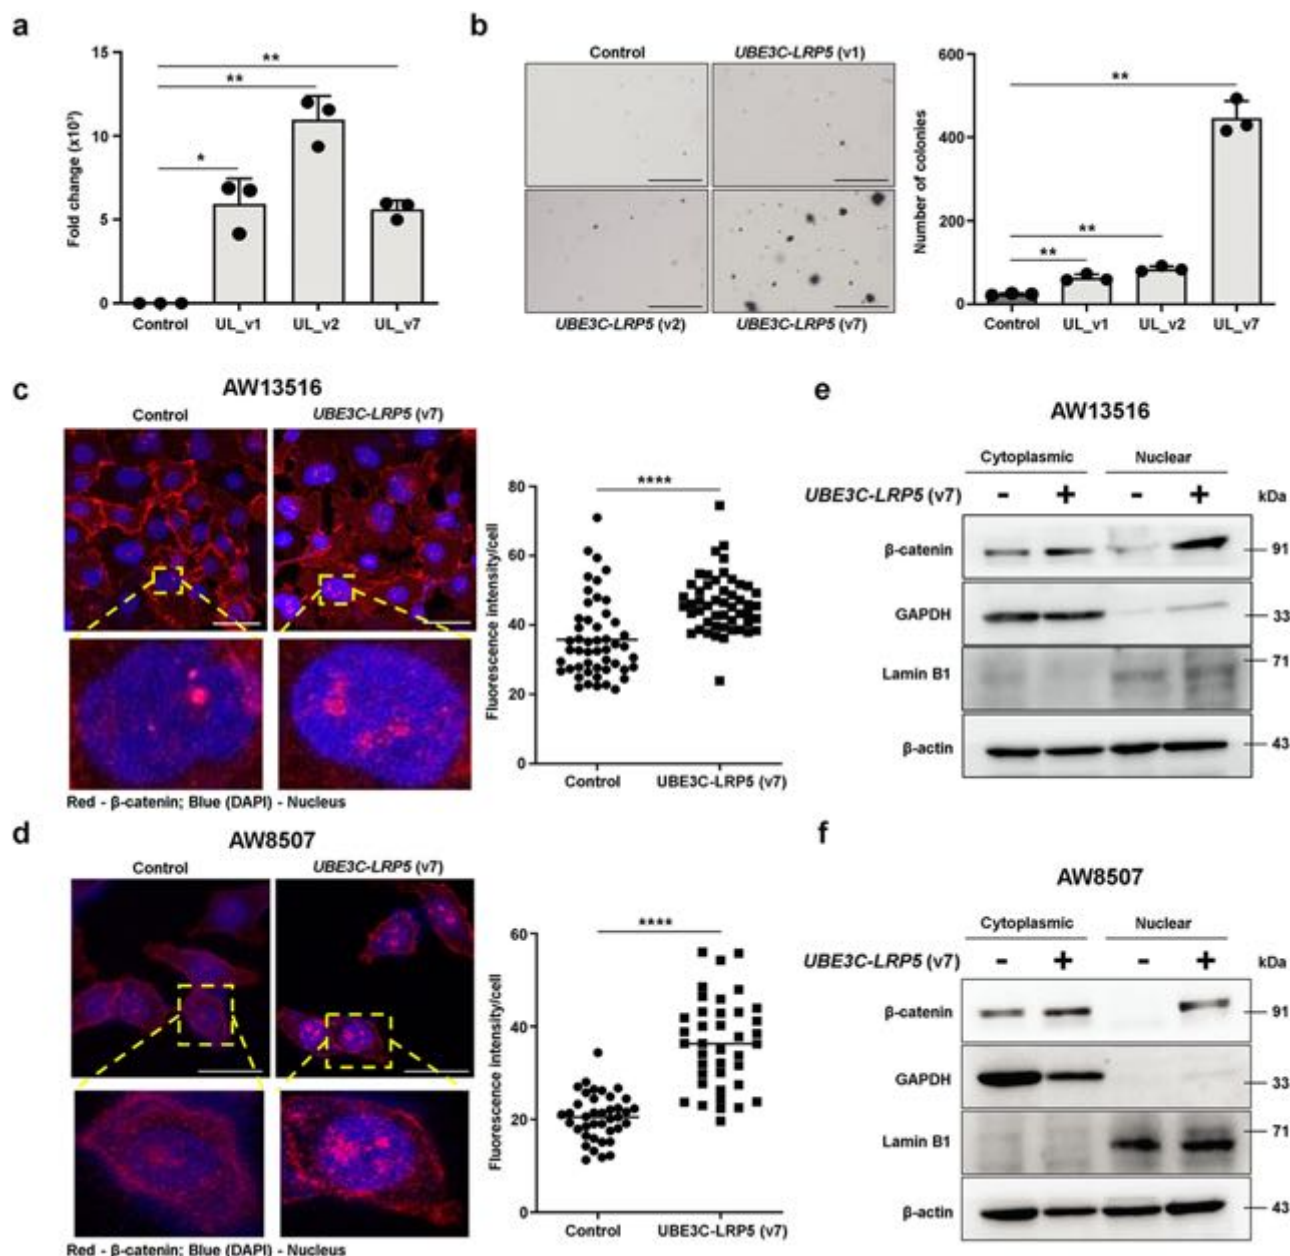 a
15
10
5
0
Fold change (x10³)
*
**
**
Control UL_v1 UL_v2 UL_v7
b
Control UBE3C-LRP5 (v1)
UBE3C-LRP5 (v2) UBE3C-LRP5 (v7)
600
400
200
0
Number of colonies
**
**
**
Control UL_v1 UL_v2 UL_v7
c
AW13516
Control UBE3C-LRP5 (v7)
Red - β-catenin; Blue (DAPI) - Nucleus
80
60
40
20
0
Fluorescence intensity/cell
****
Control UBE3C-LRP5 (v7)
d
AW8507
Control UBE3C-LRP5 (v7)
Red - β-catenin; Blue (DAPI) - Nucleus
60
40
20
0
Fluorescence intensity/cell
****
Control UBE3C-LRP5 (v7)
e
AW13516
Cytoplasmic Nuclear
UBE3C-LRP5 (v7) - + - + kDa
β-catenin 91
GAPDH 33
71
Lamin B1
β-actin 43
f
AW8507
Cytoplasmic Nuclear
UBE3C-LRP5 (v7) - + - + kDa
β-catenin 91
GAPDH 33
71
Lamin B1
β-actin 43